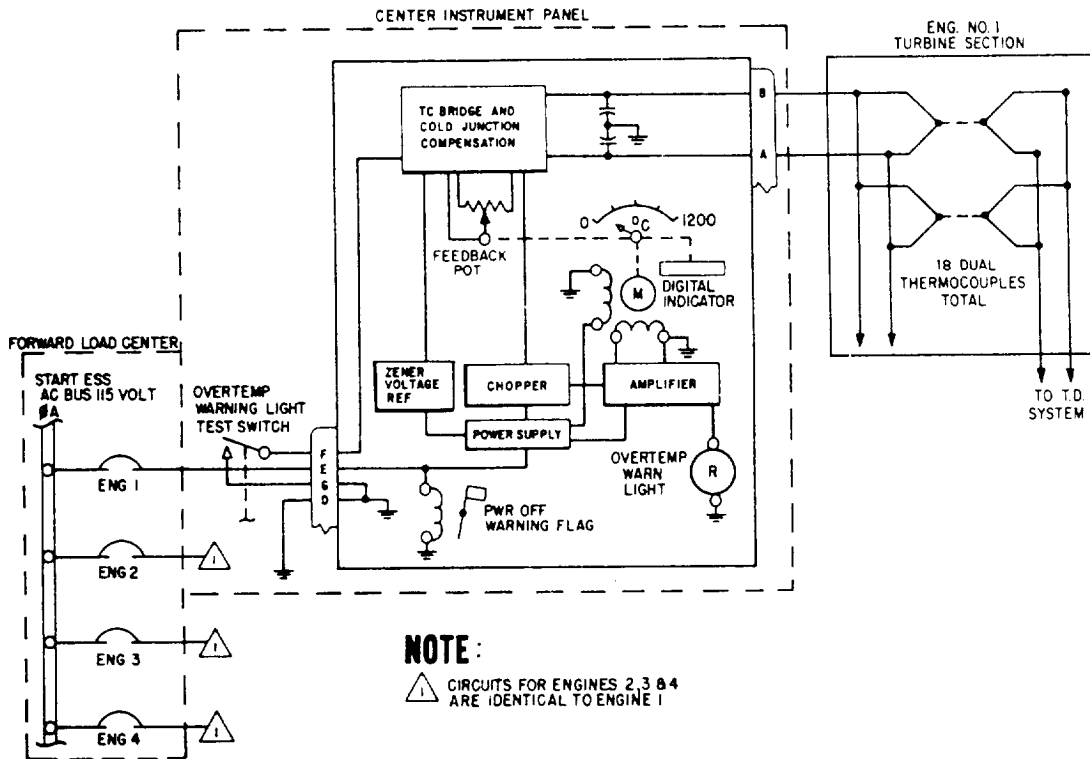 CENTER INSTRUMENT PANEL
ENG. NO. 1
TURBINE SECTION
TC BRIDGE AND
COLD JUNCTION
COMPENSATION
B
A
FEEDBACK
POT
0
1200
°C
M
DIGITAL
INDICATOR
18 DUAL
THERMOCOUPLES
TOTAL
TO T.D.
SYSTEM
FORWARD LOAD CENTER
START ESS
AC BUS 115 VOLT
ØA
OVERTEMP
WARNING LIGHT
TEST SWITCH
ZENER
VOLTAGE
REF
CHOPPER
AMPLIFIER
POWER SUPPLY
F
E
G
D
OVERTEMP
WARN
LIGHT
R
PWR OFF
WARNING FLAG
ENG 1
ENG 2
1
ENG 3
1
ENG 4
1
NOTE:
1 CIRCUITS FOR ENGINES 2,3 & 4
ARE IDENTICAL TO ENGINE 1